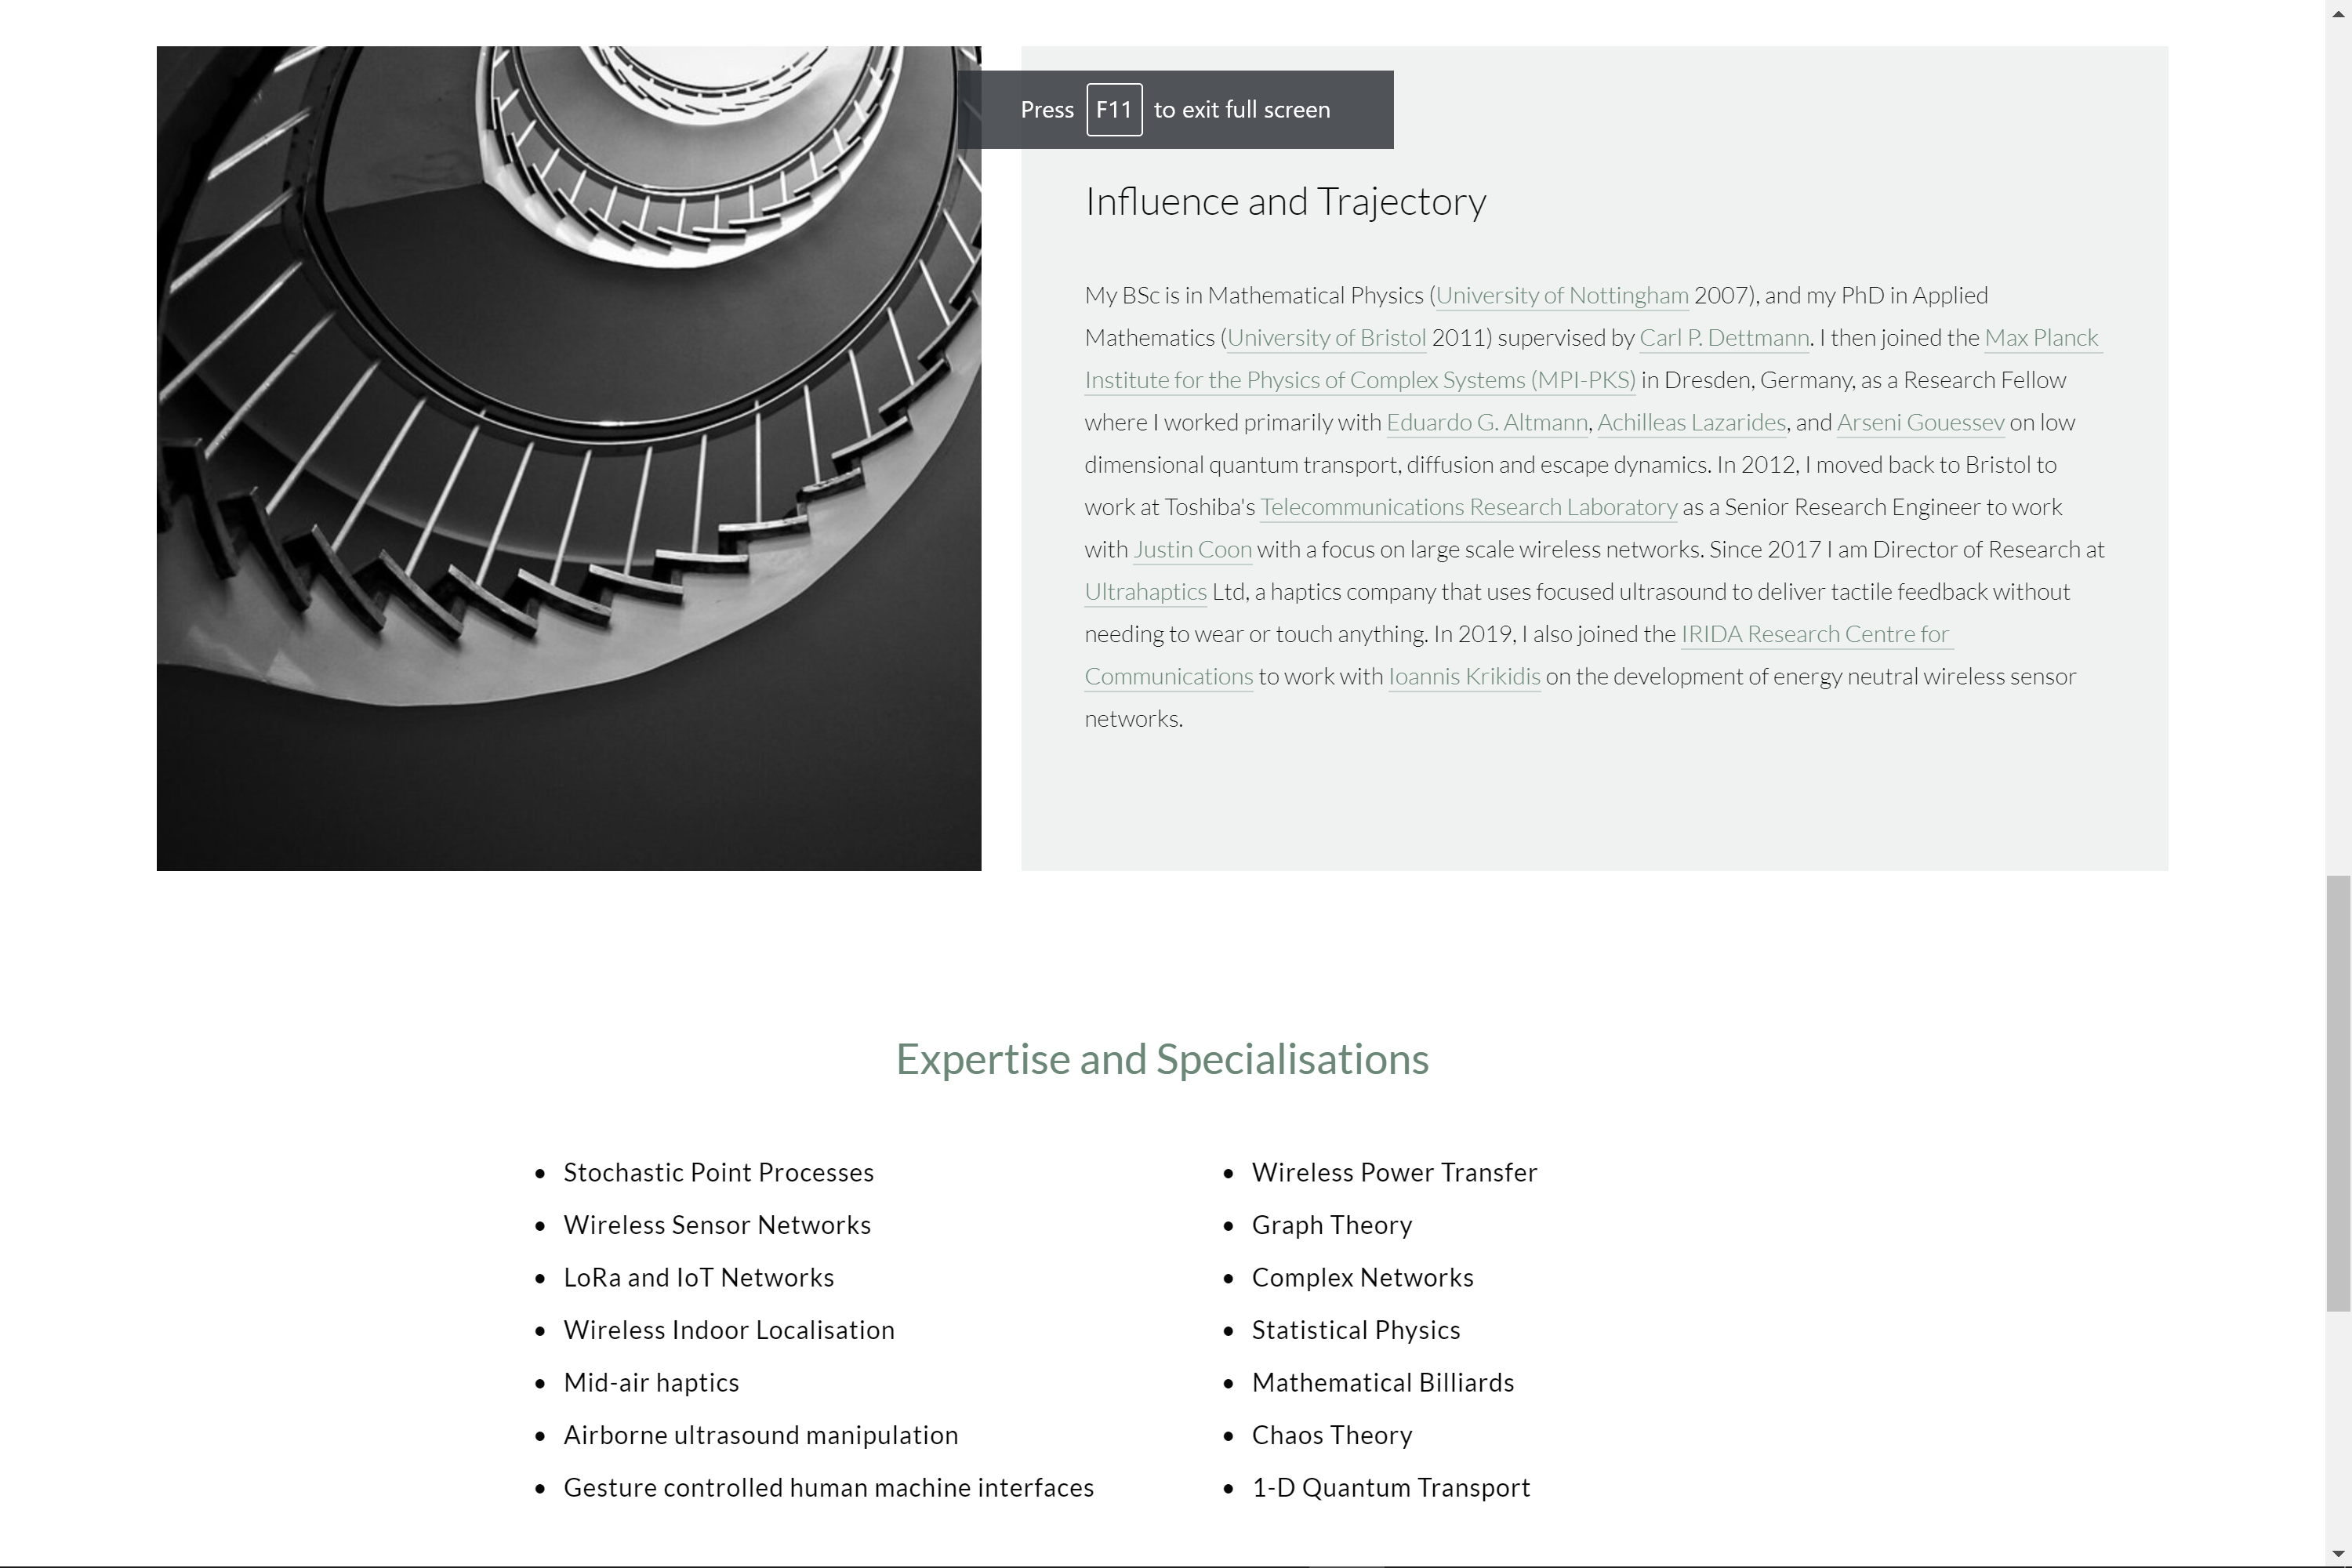 Press F11 to exit full screen
Influence and Trajectory
My BSc is in Mathematical Physics (University of Nottingham 2007), and my PhD in Applied
Mathematics (University of Bristol 2011) supervised by Carl P. Dettmann. I then joined the Max Planck
Institute for the Physics of Complex Systems (MPI-PKS) in Dresden, Germany, as a Research Fellow
where I worked primarily with Eduardo G. Altmann, Achilleas Lazarides, and Arseni Gouessev on low
dimensional quantum transport, diffusion and escape dynamics. In 2012, I moved back to Bristol to
work at Toshiba's Telecommunications Research Laboratory as a Senior Research Engineer to work
with Justin Coon with a focus on large scale wireless networks. Since 2017 I am Director of Research at
Ultrahaptics Ltd, a haptics company that uses focused ultrasound to deliver tactile feedback without
needing to wear or touch anything. In 2019, I also joined the IRIDA Research Centre for
Communications to work with Ioannis Krikidis on the development of energy neutral wireless sensor
networks.
Expertise and Specialisations
• Stochastic Point Processes
• Wireless Sensor Networks
• LoRa and IoT Networks
• Wireless Indoor Localisation
• Mid-air haptics
• Airborne ultrasound manipulation
• Gesture controlled human machine interfaces
• Wireless Power Transfer
• Graph Theory
• Complex Networks
• Statistical Physics
• Mathematical Billiards
• Chaos Theory
• 1-D Quantum Transport